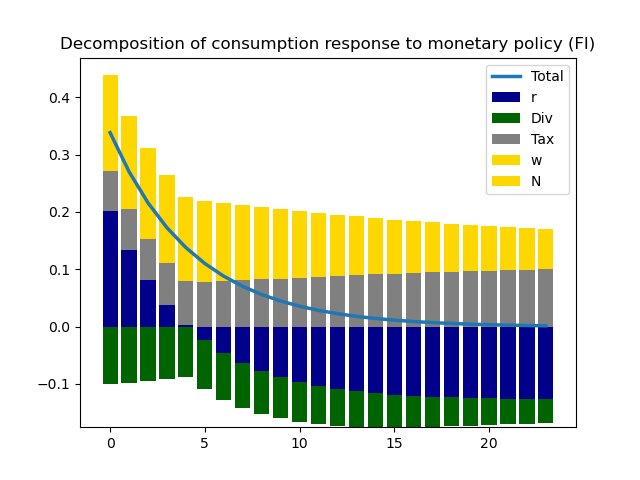 Decomposition of consumption response to monetary policy (FI)
Total
r
Div
Tax
w
N
0.4
0.3
0.2
0.1
0.0
−0.1
0
5
10
15
20